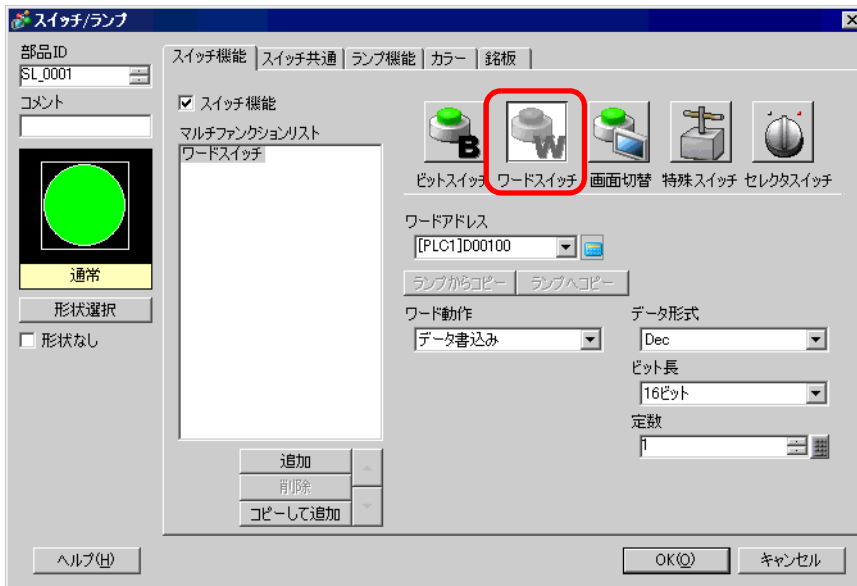 スイッチ/ランプ
部品ID
SL_0001
コメント
通常
形状選択
形状なし
スイッチ機能
スイッチ共通
ランプ機能
カラー
銘板
スイッチ機能
マルチファンクションリスト
ワードスイッチ
追加
削除
コピーして追加
B
W
ビットスイッチ
ワードスイッチ
画面切替
特殊スイッチ
セレクタスイッチ
ワードアドレス
[PLC1]D00100
ランプからコピー
ランプへコピー
ワード動作
データ書込み
データ形式
Dec
ビット長
16ビット
定数
1
ヘルプ(H)
OK(O)
キャンセル